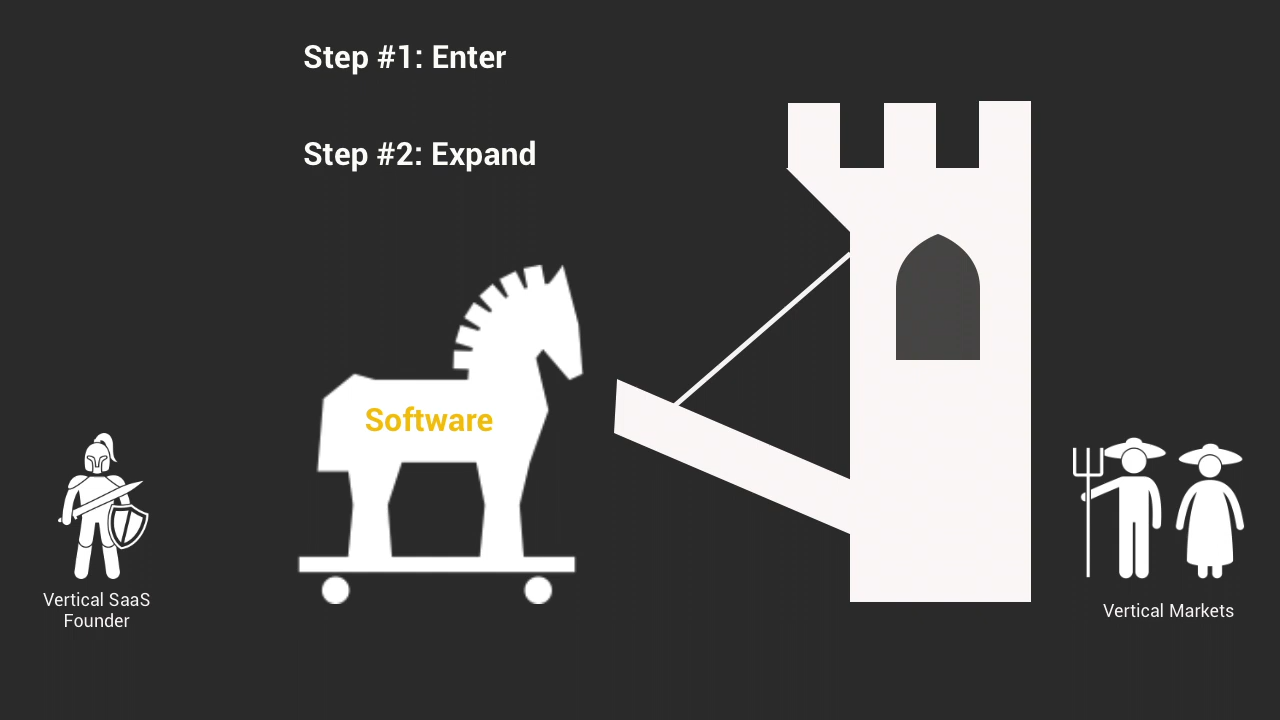 Step #1: Enter
Step #2: Expand
Software
Vertical SaaS
Founder
Vertical Markets